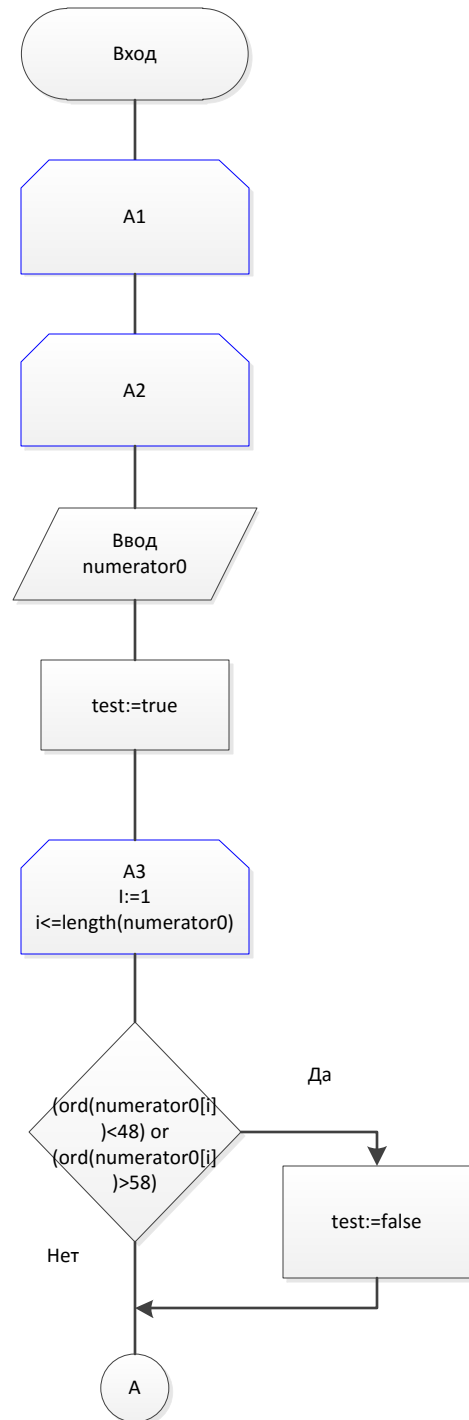 Вход
A1
A2
Ввод
numerator0
test:=true
A3
I:=1
i<=length(numerator0)
Да
(ord(numerator0[i]
)<48) or
(ord(numerator0[i]
)>58)
test:=false
Нет
A